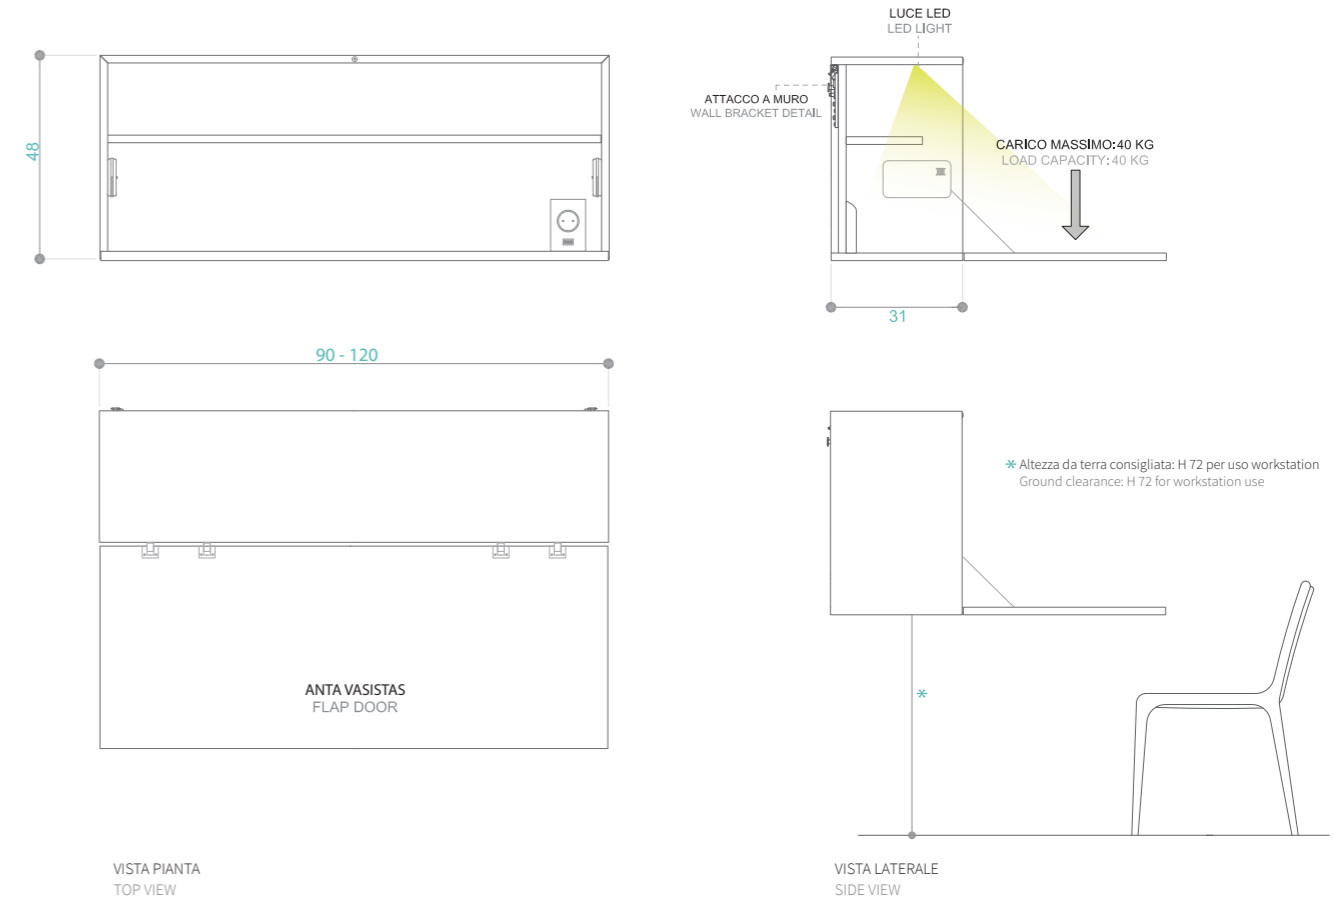 LUCE LED
LED LIGHT
ATTACCO A MURO
WALL BRACKET DETAIL
CARICO MASSIMO: 40 KG
LOAD CAPACITY: 40 KG
48
31
90 - 120
* Altezza da terra consigliata: H 72 per uso workstation
Ground clearance: H 72 for workstation use
ANTA VASISTAS
FLAP DOOR
*
VISTA PIANTA
TOP VIEW
VISTA LATERALE
SIDE VIEW